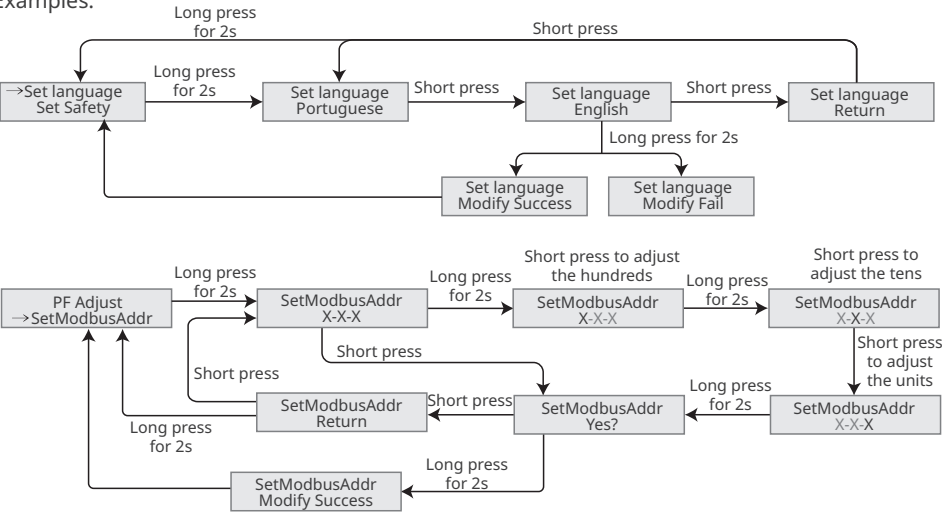 Examples:
Long press
for 2s
Short press
→Set language
Set Safety
Long press
for 2s
Set language
Portuguese
Short press
Set language
English
Short press
Set language
Return
Long press for 2s
Set language
Modify Success
Set language
Modify Fail
PF Adjust
→SetModbusAddr
Long press
for 2s
SetModbusAddr
X-X-X
Long press
for 2s
Short press to adjust
the hundreds
SetModbusAddr
X-X-X
Long press
for 2s
Short press to
adjust the tens
SetModbusAddr
X-X-X
Short press
to adjust
the units
SetModbusAddr
X-X-X
Long press
for 2s
Short press
SetModbusAddr
Yes?
Short press
SetModbusAddr
Return
Short press
Long press
for 2s
Long press
for 2s
SetModbusAddr
Modify Success